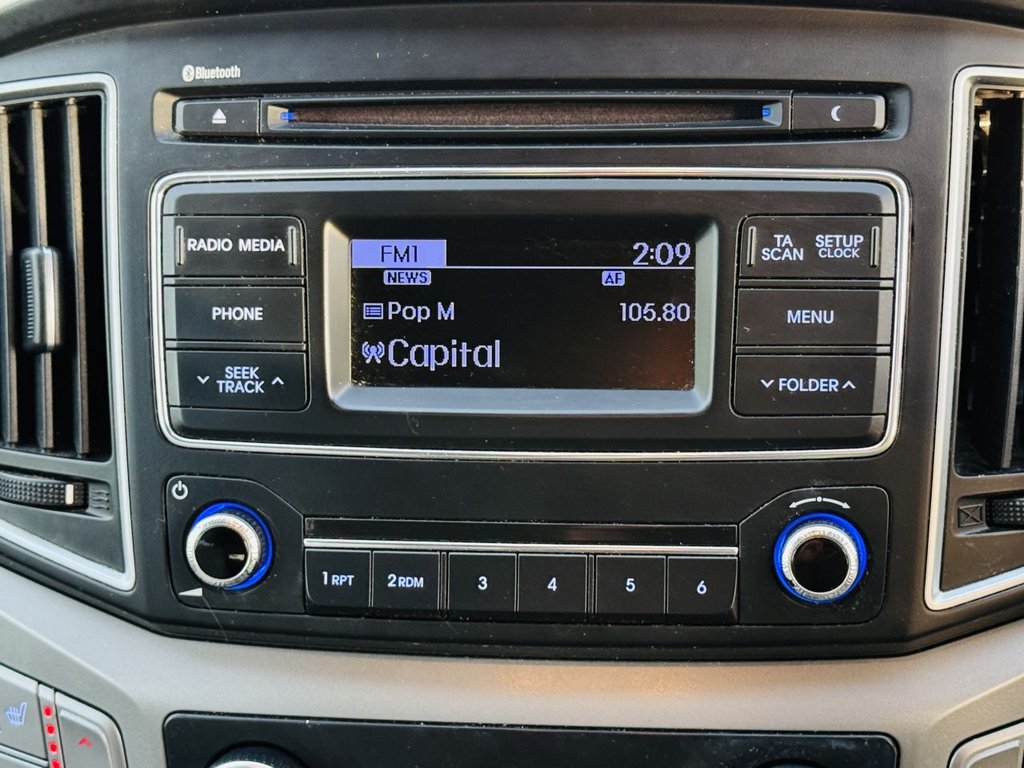 Bluetooth
RADIO MEDIA
FM1 2:09
NEWS AF
Pop M 105.80
Capital
TA
SCAN
SETUP
CLOCK
PHONE
MENU
SEEK
TRACK
FOLDER
1 RPT 2 RDM 3 4 5 6